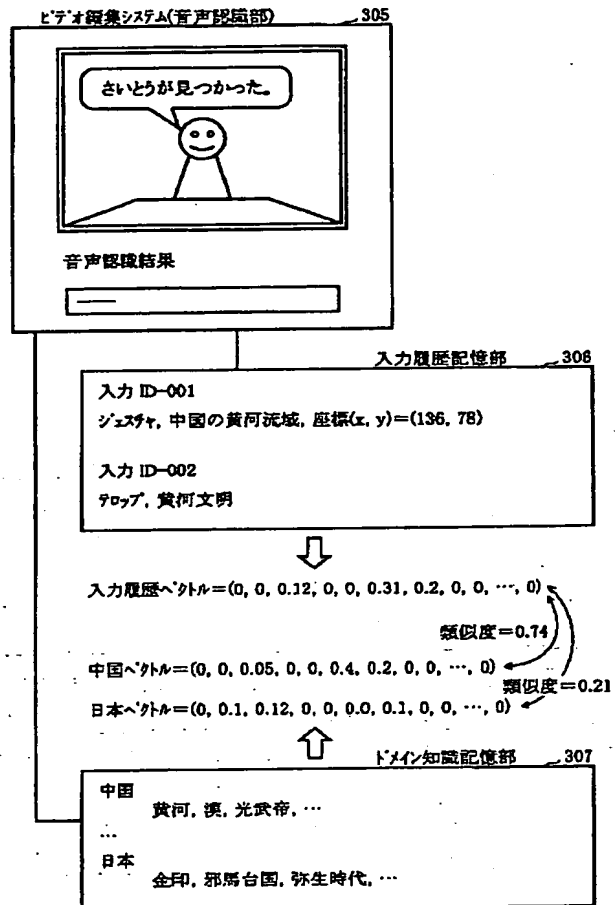 ビデオ編集システム(音声認識部) 305
さいとうが見つかった。
音声認識結果
入力履歴記憶部 306
入力 ID-001
ジェスチャ, 中国の黄河流域, 座標(x, y)=(136, 78)
入力 ID-002
テロップ, 黄河文明
入力履歴ベクトル=(0, 0, 0.12, 0, 0, 0.31, 0.2, 0, 0, …, 0)
類似度=0.74
中国ベクトル=(0, 0, 0.05, 0, 0, 0.4, 0.2, 0, 0, …, 0)
類似度=0.21
日本ベクトル=(0, 0.1, 0.12, 0, 0, 0.0, 0.1, 0, 0, …, 0)
ドメイン知識記憶部 307
中国
黄河, 漢, 光武帝, …
…
日本
金印, 邪馬台国, 弥生時代, …